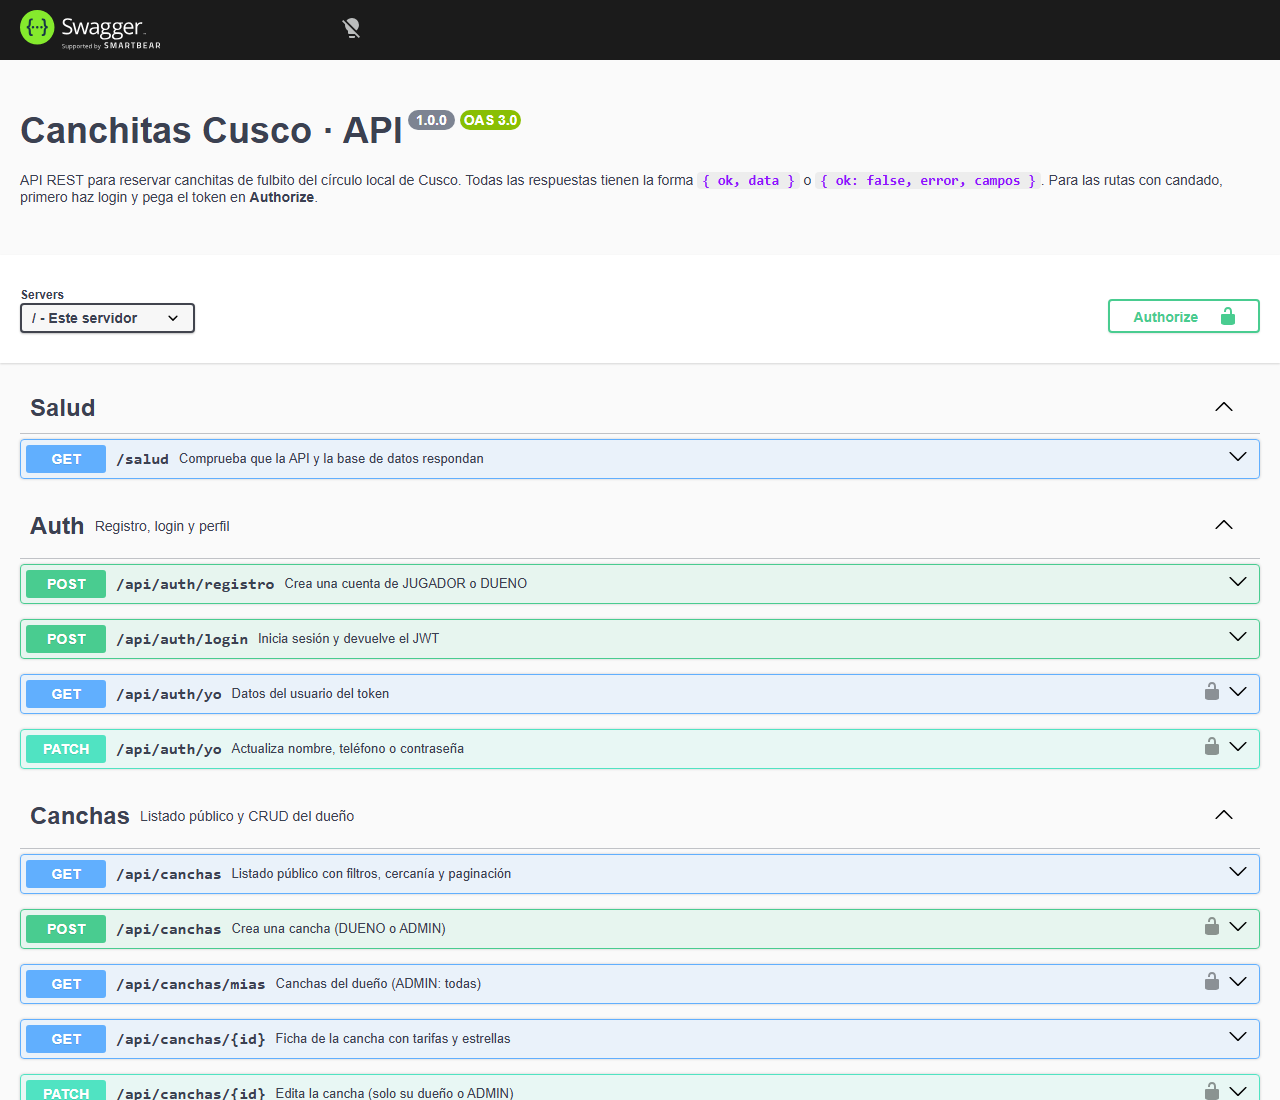 Swagger
Supported by SMARTBEAR
Canchitas Cusco · API 1.0.0 OAS 3.0
API REST para reservar canchitas de fulbito del círculo local de Cusco. Todas las respuestas tienen la forma { ok, data } o { ok: false, error, campos }. Para las rutas con candado,
primero haz login y pega el token en Authorize.
Servers
/ - Este servidor
Authorize
Salud
GET /salud Comprueba que la API y la base de datos respondan
Auth Registro, login y perfil
POST /api/auth/registro Crea una cuenta de JUGADOR o DUENO
POST /api/auth/login Inicia sesión y devuelve el JWT
GET /api/auth/yo Datos del usuario del token
PATCH /api/auth/yo Actualiza nombre, teléfono o contraseña
Canchas Listado público y CRUD del dueño
GET /api/canchas Listado público con filtros, cercanía y paginación
POST /api/canchas Crea una cancha (DUENO o ADMIN)
GET /api/canchas/mias Canchas del dueño (ADMIN: todas)
GET /api/canchas/{id} Ficha de la cancha con tarifas y estrellas
PATCH /api/canchas/{id} Edita la cancha (solo su dueño o ADMIN)